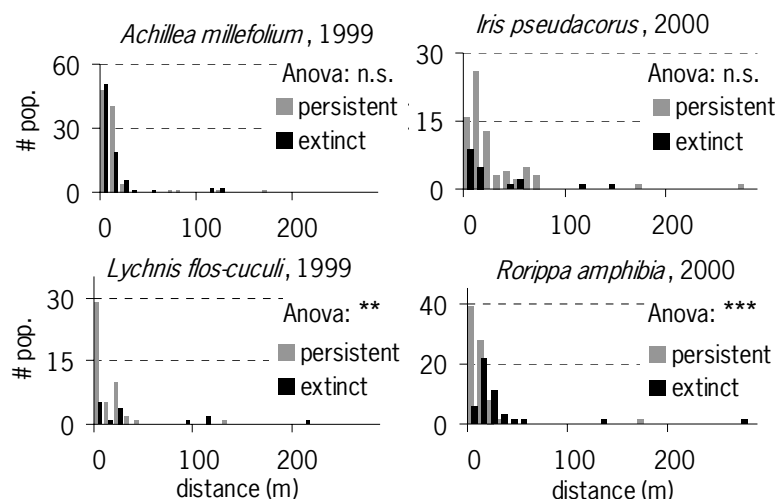 Achillea millefolium, 1999
60
30
0
# pop.
Anova: n.s.
persistent
extinct
0 100 200
Iris pseudacorus, 2000
30
15
0
Anova: n.s.
persistent
extinct
0 100 200
Lychnis flos-cuculi, 1999
30
15
0
# pop.
Anova: **
persistent
extinct
0 100 200
distance (m)
Rorippa amphibia, 2000
40
20
0
Anova: ***
persistent
extinct
0 100 200
distance (m)